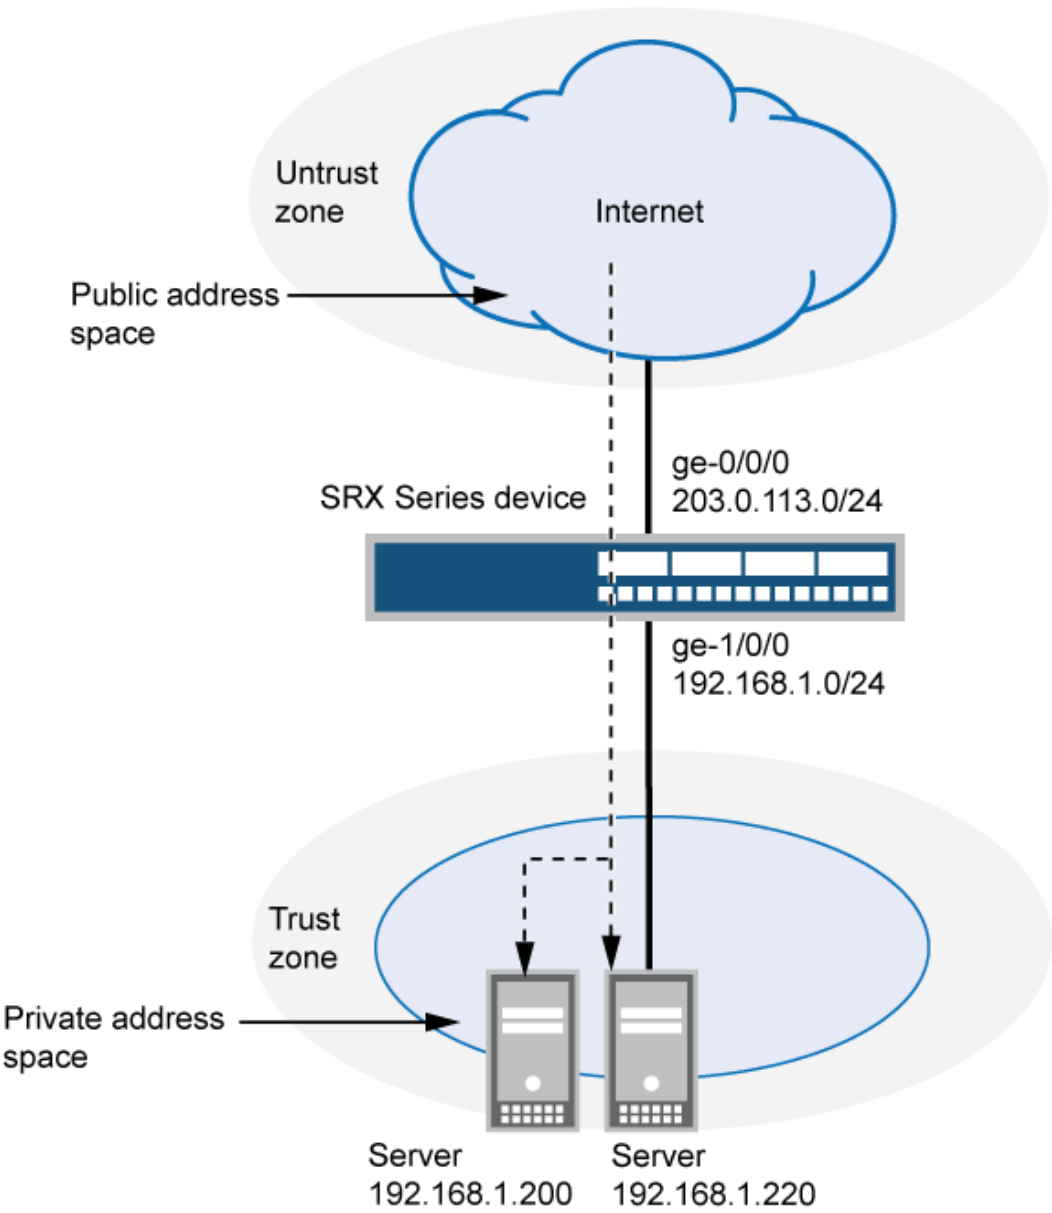 Untrust
zone
Internet
Public address
space
ge-0/0/0
SRX Series device
203.0.113.0/24
ge-1/0/0
192.168.1.0/24
Trust
zone
Private address
space
Server
192.168.1.200
Server
192.168.1.220